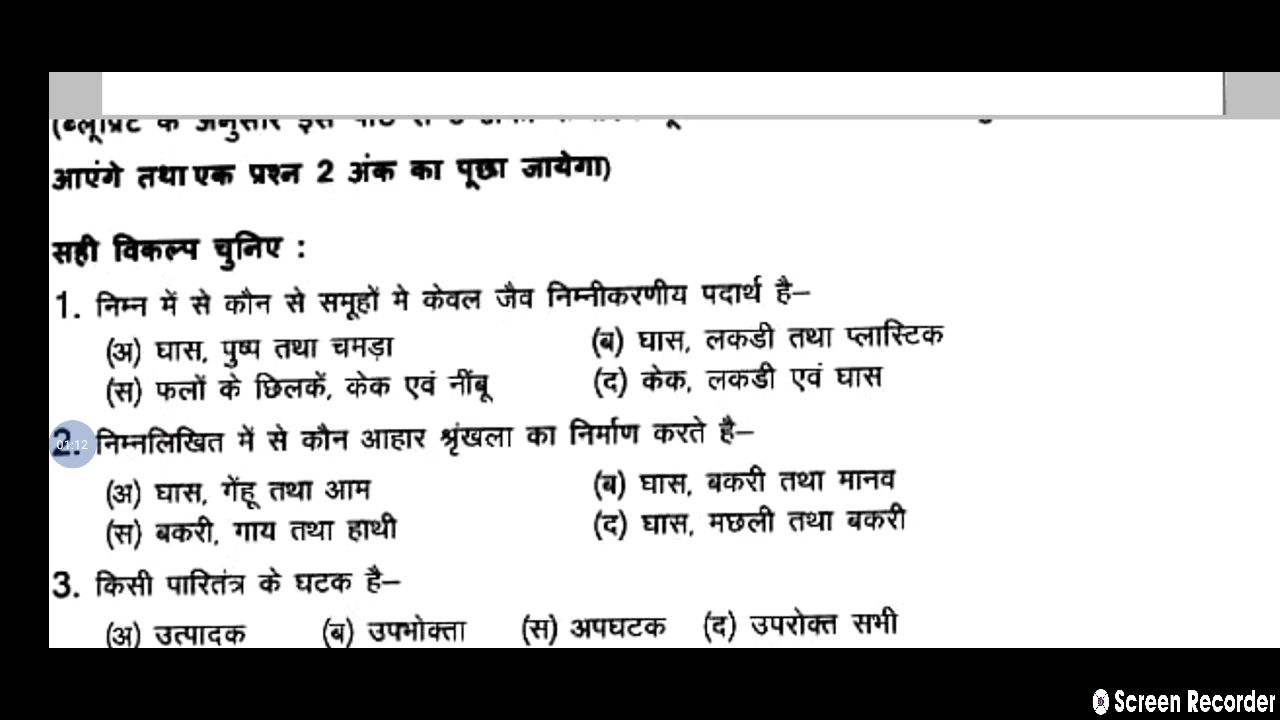 आएंगे तथा एक प्रश्न 2 अंक का पूछा जायेगा)
सही विकल्प चुनिए :
1. निम्न में से कौन से समूहों मे केवल जैव निम्नीकरणीय पदार्थ है–
(अ) घास, पुष्प तथा चमड़ा (ब) घास, लकडी तथा प्लास्टिक
(स) फलों के छिलकें, केक एवं नींबू (द) केक, लकडी एवं घास
2. निम्नलिखित में से कौन आहार श्रृंखला का निर्माण करते है–
01:12
(अ) घास, गेंहू तथा आम (ब) घास, बकरी तथा मानव
(स) बकरी, गाय तथा हाथी (द) घास, मछली तथा बकरी
3. किसी पारितंत्र के घटक है–
(अ) उत्पादक (ब) उपभोक्ता (स) अपघटक (द) उपरोक्त सभी
Screen Recorder